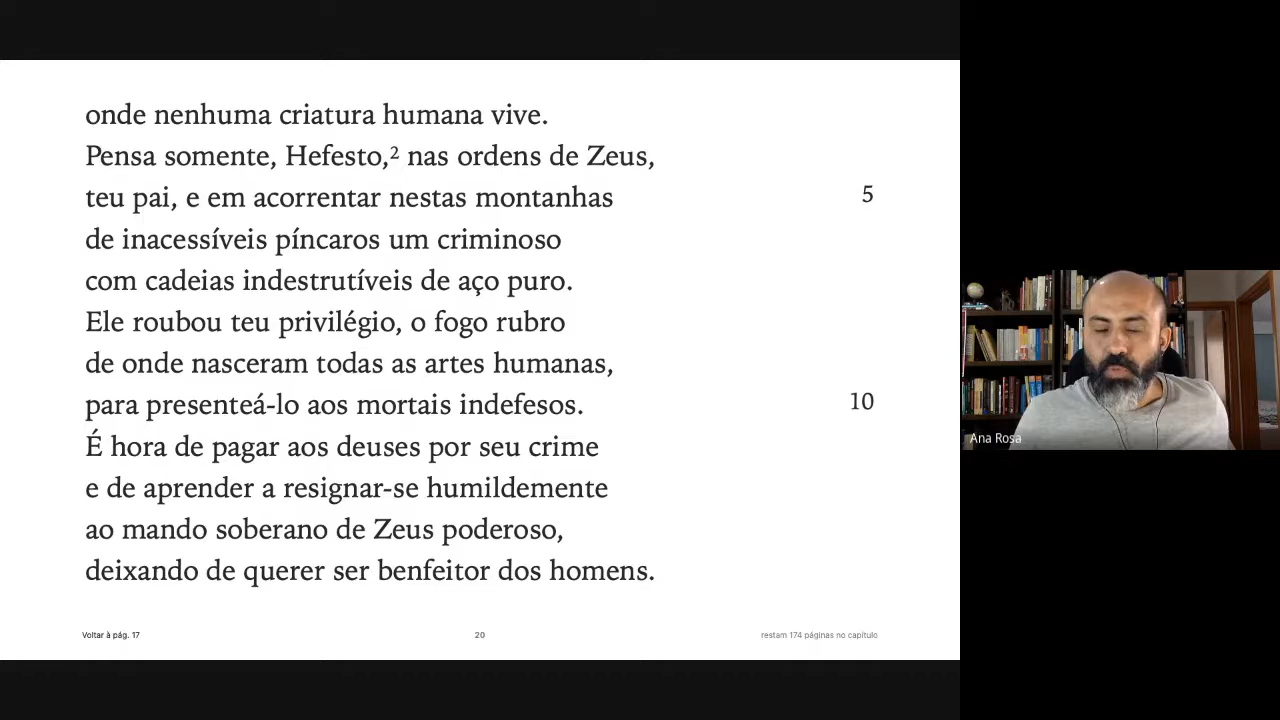 onde nenhuma criatura humana vive.
Pensa somente, Hefesto,² nas ordens de Zeus,
teu pai, e em acorrentar nestas montanhas 5
de inacessíveis píncaros um criminoso
com cadeias indestrutíveis de aço puro.
Ele roubou teu privilégio, o fogo rubro
de onde nasceram todas as artes humanas,
para presenteá-lo aos mortais indefesos. 10
É hora de pagar aos deuses por seu crime
e de aprender a resignar-se humildemente
ao mando soberano de Zeus poderoso,
deixando de querer ser benfeitor dos homens.
Voltar à pág. 17 20 restam 174 páginas no capítulo
Ana Rosa